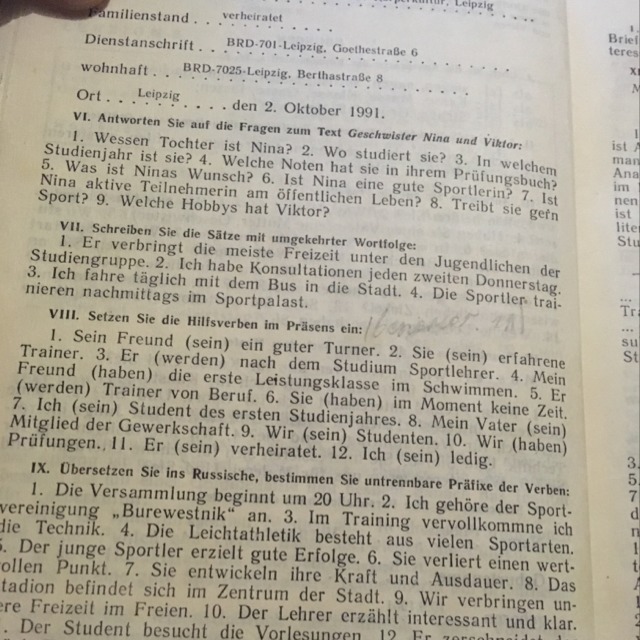 Leipzig
Familienstand . . verheiratet
Dienstanschrift . . BRD-701-Leipzig, Goethestraße 6
wohnhaft . . . BRD-7025-Leipzig, Berthastraße 8
Ort . . Leipzig . . . . . den 2. Oktober 1991.
VI. Antworten Sie auf die Fragen zum Text Geschwister Nina und Viktor:
1. Wessen Tochter ist Nina? 2. Wo studiert sie? 3. In welchem
Studienjahr ist sie? 4. Welche Noten hat sie in ihrem Prüfungsbuch?
5. Was ist Ninas Wunsch? 6. Ist Nina eine gute Sportlerin? 7. Ist
Nina aktive Teilnehmerin am öffentlichen Leben? 8. Treibt sie gern
Sport? 9. Welche Hobbys hat Viktor?
VII. Schreiben Sie die Sätze mit umgekehrter Wortfolge:
1. Er verbringt die meiste Freizeit unter den Jugendlichen der
Studiengruppe. 2. Ich habe Konsultationen jeden zweiten Donnerstag.
3. Ich fahre täglich mit dem Bus in die Stadt. 4. Die Sportler trai-
nieren nachmittags im Sportpalast.
VIII. Setzen Sie die Hilfsverben im Präsens ein:
1. Sein Freund (sein) ein guter Turner. 2. Sie (sein) erfahrene
Trainer. 3. Er (werden) nach dem Studium Sportlehrer. 4. Mein
Freund (haben) die erste Leistungsklasse im Schwimmen. 5. Er
(werden) Trainer von Beruf. 6. Sie (haben) im Moment keine Zeit.
7. Ich (sein) Student des ersten Studienjahres. 8. Mein Vater (sein)
Mitglied der Gewerkschaft. 9. Wir (sein) Studenten. 10. Wir (haben)
Prüfungen. 11. Er (sein) verheiratet. 12. Ich (sein) ledig.
IX. Übersetzen Sie ins Russische, bestimmen Sie untrennbare Präfixe der Verben:
1. Die Versammlung beginnt um 20 Uhr. 2. Ich gehöre der Sport-
vereinigung „Burewestnik" an. 3. Im Training vervollkommne ich
die Technik. 4. Die Leichtathletik besteht aus vielen Sportarten.
5. Der junge Sportler erzielt gute Erfolge. 6. Sie verliert einen wert-
ollen Punkt. 7. Sie entwickeln ihre Kraft und Ausdauer. 8. Das
tadion befindet sich im Zentrum der Stadt. 9. Wir verbringen un-
ere Freizeit im Freien. 10. Der Lehrer erzählt interessant und klar.
. Der Student besucht die Vorlesungen. 12. Er